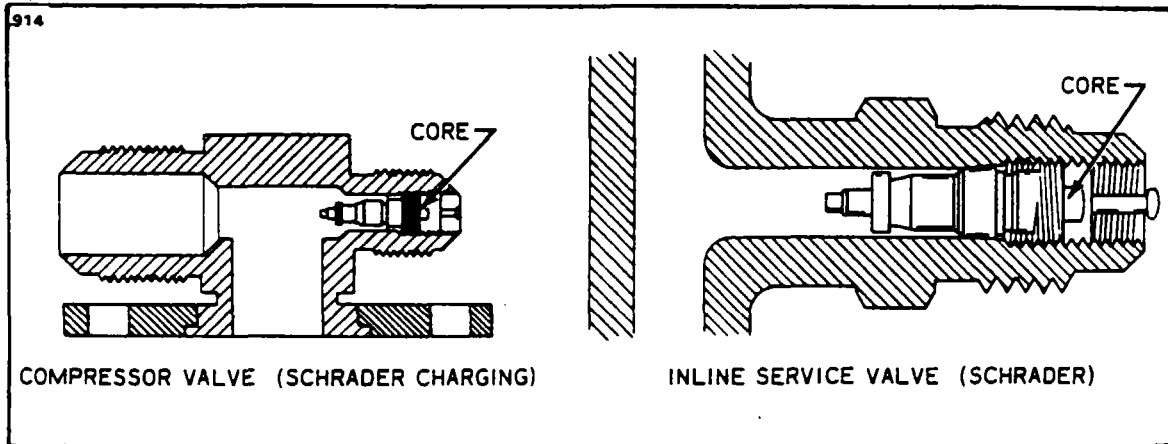 914
CORE
CORE
COMPRESSOR VALVE (SCHRADER CHARGING)
INLINE SERVICE VALVE (SCHRADER)